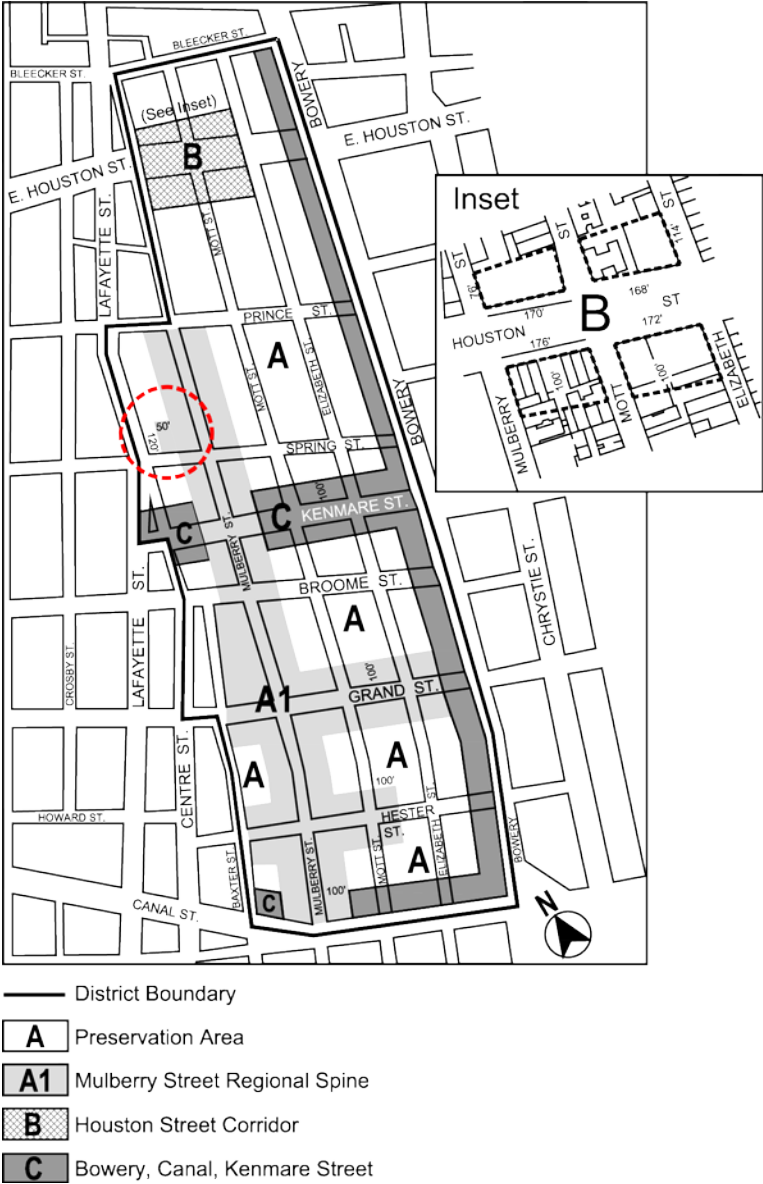 BLEECKER ST.
BLEECKER ST.
BOWERY
(See Inset)
E. HOUSTON ST.
B
E. HOUSTON ST.
LAFAYETTE ST.
MOTT ST.
PRINCE ST.
A
MOTT ST.
ELIZABETH ST.
BOWERY
50'
120'
SPRING ST.
100'
KENMARE ST.
C
C
MULBERRY ST.
BROOME ST.
CHRYSTIE ST.
LAFAYETTE ST.
CROSBY ST.
A
100'
GRAND ST.
A1
A
A
100'
CENTRE ST.
HOWARD ST.
HESTER ST.
BAXTER ST.
MULBERRY ST.
MOTT ST.
ELIZABETH ST.
A
BOWERY
100'
C
CANAL ST.
N
Inset
ST
ST
ST
76'
170'
114'
168'
B
ST
HOUSTON
176'
172'
100'
100'
MULBERRY
MOTT
ELIZABETH
District Boundary
A Preservation Area
A1 Mulberry Street Regional Spine
B Houston Street Corridor
C Bowery, Canal, Kenmare Street